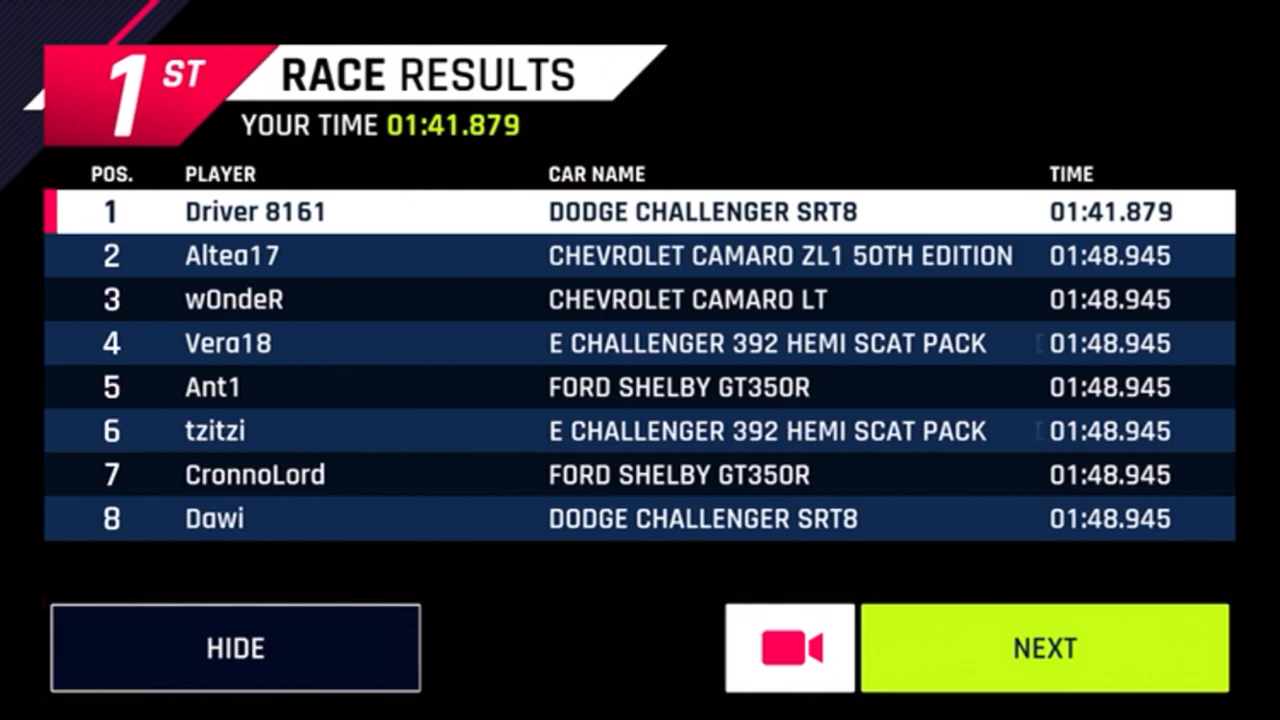 1ST RACE RESULTS
YOUR TIME 01:41.879
POS. PLAYER CAR NAME TIME
1 Driver 8161 DODGE CHALLENGER SRT8 01:41.879
2 Altea17 CHEVROLET CAMARO ZL1 50TH EDITION 01:48.945
3 w0ndeR CHEVROLET CAMARO LT 01:48.945
4 Vera18 E CHALLENGER 392 HEMI SCAT PACK 01:48.945
5 Ant1 FORD SHELBY GT350R 01:48.945
6 tzitzi E CHALLENGER 392 HEMI SCAT PACK 01:48.945
7 CronnoLord FORD SHELBY GT350R 01:48.945
8 Dawi DODGE CHALLENGER SRT8 01:48.945
HIDE NEXT